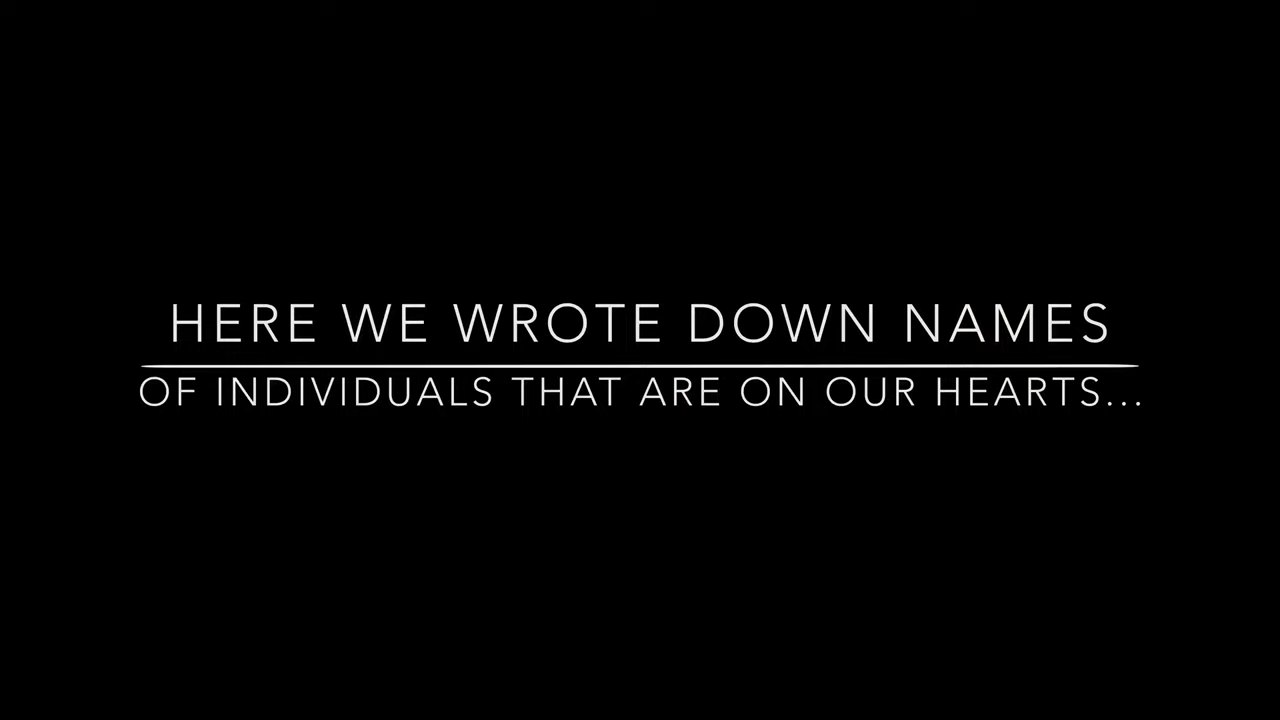 HERE WE WROTE DOWN NAMES
OF INDIVIDUALS THAT ARE ON OUR HEARTS...